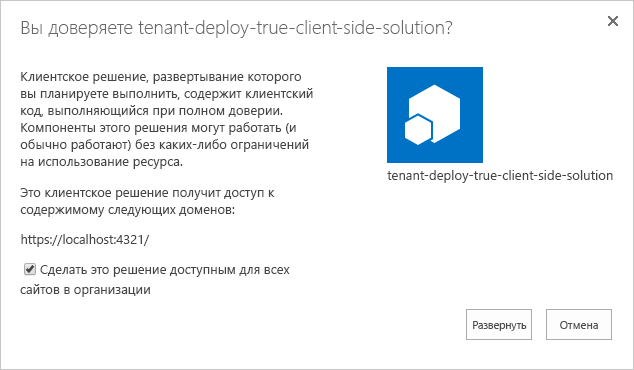 Вы доверяете tenant-deploy-true-client-side-solution?
Клиентское решение, развертывание которого
вы планируете выполнить, содержит клиентский
код, выполняющийся при полном доверии.
Компоненты этого решения могут работать (и
обычно работают) без каких-либо ограничений
на использование ресурса.
Это клиентское решение получит доступ к
содержимому следующих доменов:
https://localhost:4321/
Сделать это решение доступным для всех
сайтов в организации
tenant-deploy-true-client-side-solution
Развернуть
Отмена